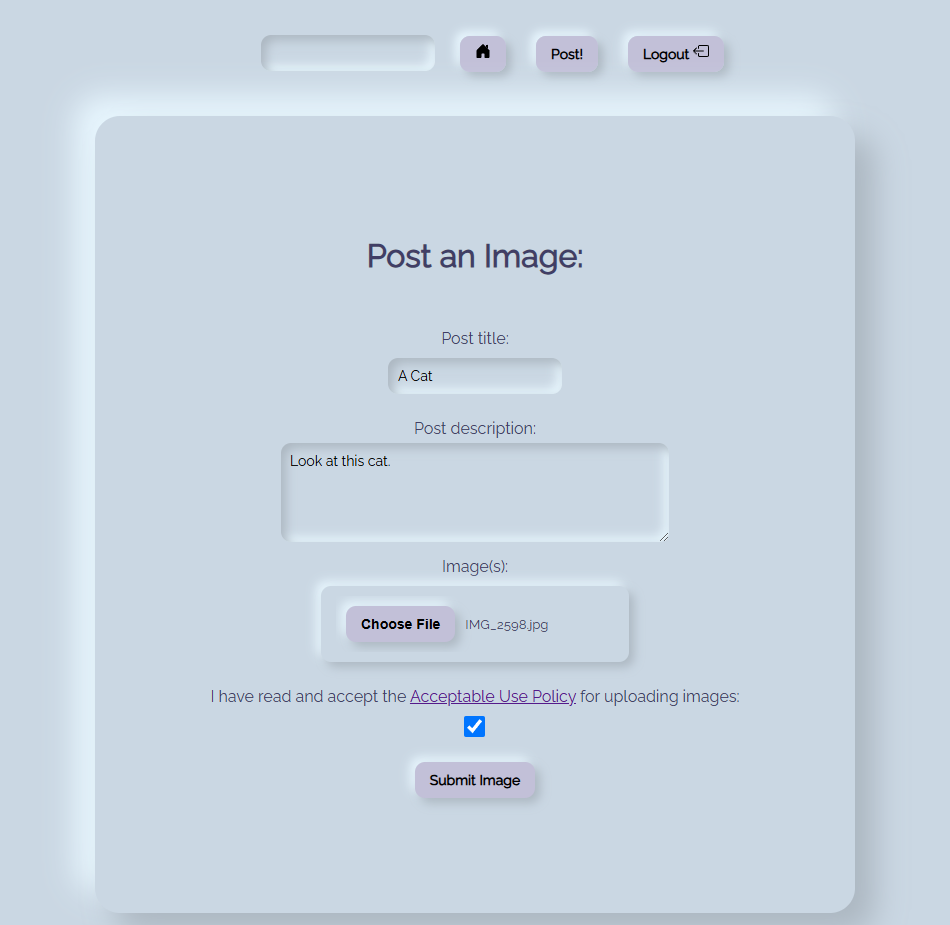 Post!
Logout
Post an Image:
Post title:
A Cat
Post description:
Look at this cat.
Image(s):
Choose File IMG_2598.jpg
I have read and accept the Acceptable Use Policy for uploading images:
Submit Image